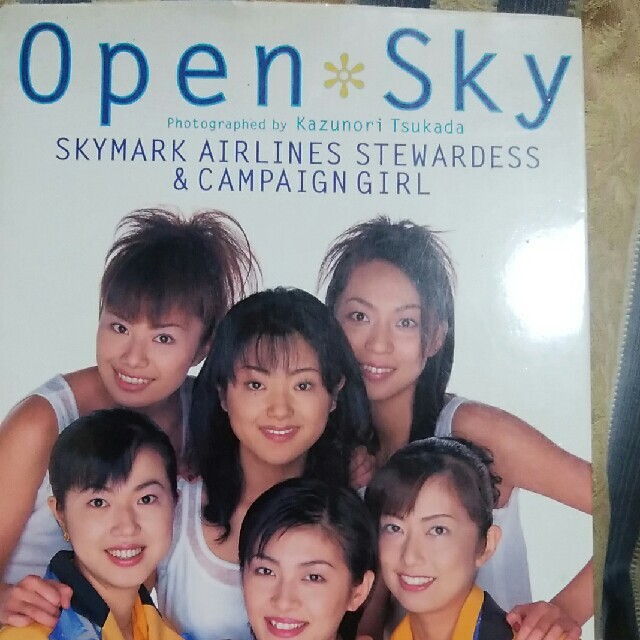 Open*Sky
Photographed by Kazunori Tsukada
SKYMARK AIRLINES STEWARDESS
& CAMPAIGN GIRL